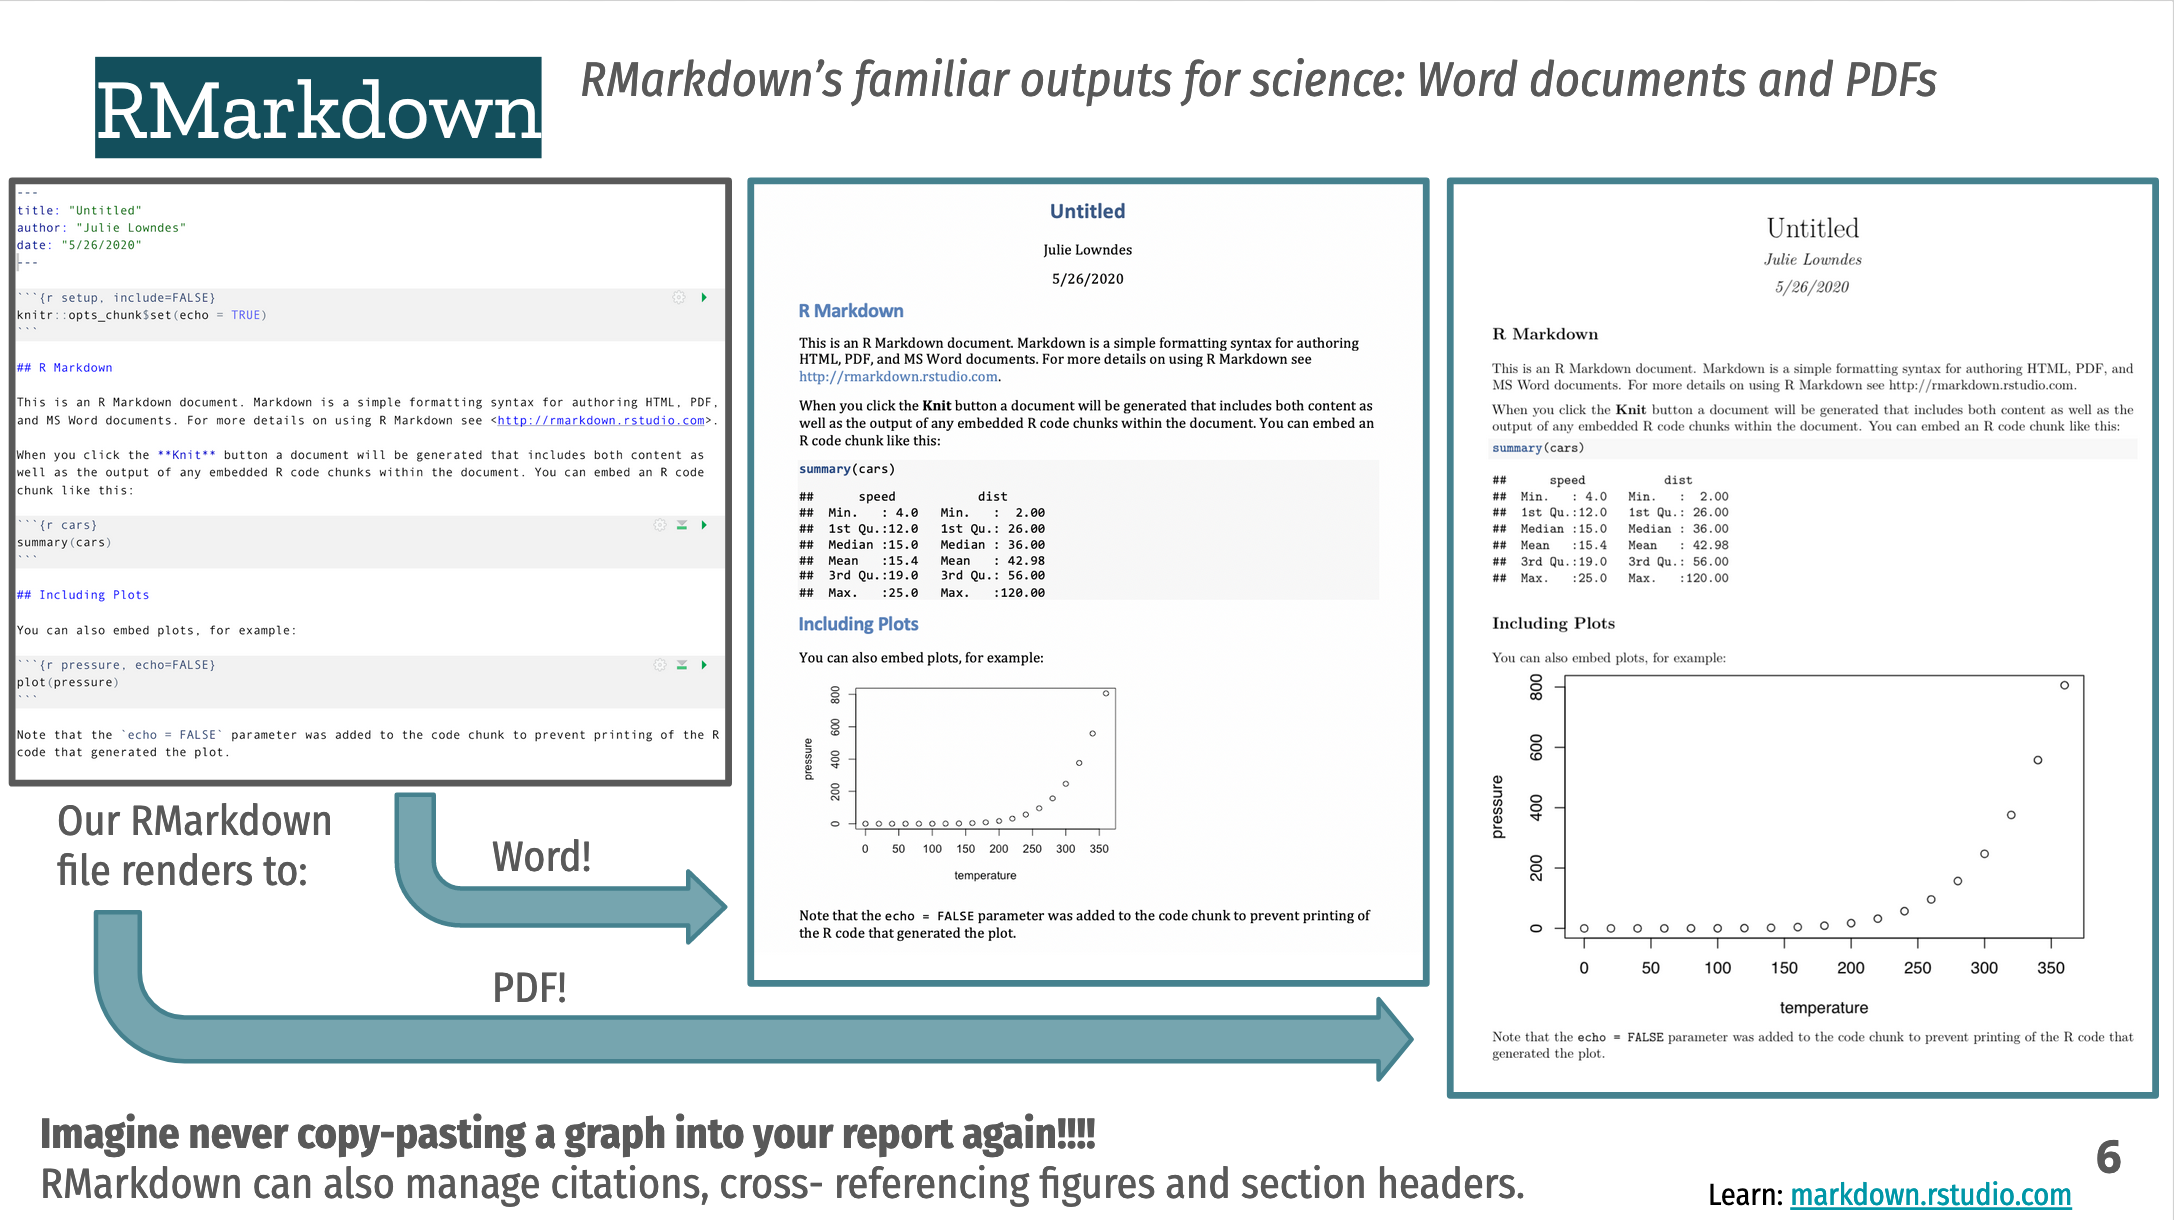 RMarkdown
RMarkdown’s familiar outputs for science: Word documents and PDFs
---
title: "Untitled"
author: "Julie Lowndes"
date: "5/26/2020"
---
```{r setup, include=FALSE}
knitr::opts_chunk$set(echo = TRUE)
```
## R Markdown
This is an R Markdown document. Markdown is a simple formatting syntax for authoring HTML, PDF,
and MS Word documents. For more details on using R Markdown see <http://rmarkdown.rstudio.com>.
When you click the **Knit** button a document will be generated that includes both content as
well as the output of any embedded R code chunks within the document. You can embed an R code
chunk like this:
```{r cars}
summary(cars)
```
## Including Plots
You can also embed plots, for example:
```{r pressure, echo=FALSE}
plot(pressure)
```
Note that the `echo = FALSE` parameter was added to the code chunk to prevent printing of the R
code that generated the plot.
Untitled
Julie Lowndes
5/26/2020
R Markdown
This is an R Markdown document. Markdown is a simple formatting syntax for authoring
HTML, PDF, and MS Word documents. For more details on using R Markdown see
http://rmarkdown.rstudio.com.
When you click the Knit button a document will be generated that includes both content as
well as the output of any embedded R code chunks within the document. You can embed an
R code chunk like this:
summary(cars)
##      speed           dist
##  Min.   : 4.0   Min.   :  2.00
##  1st Qu.:12.0   1st Qu.: 26.00
##  Median :15.0   Median : 36.00
##  Mean   :15.4   Mean   : 42.98
##  3rd Qu.:19.0   3rd Qu.: 56.00
##  Max.   :25.0   Max.   :120.00
Including Plots
You can also embed plots, for example:
800
600
400
200
0
pressure
0 50 100 150 200 250 300 350
temperature
Note that the echo = FALSE parameter was added to the code chunk to prevent printing of
the R code that generated the plot.
Untitled
Julie Lowndes
5/26/2020
R Markdown
This is an R Markdown document. Markdown is a simple formatting syntax for authoring HTML, PDF, and
MS Word documents. For more details on using R Markdown see http://rmarkdown.rstudio.com.
When you click the Knit button a document will be generated that includes both content as well as the
output of any embedded R code chunks within the document. You can embed an R code chunk like this:
summary(cars)
##      speed           dist
##  Min.   : 4.0   Min.   :  2.00
##  1st Qu.:12.0   1st Qu.: 26.00
##  Median :15.0   Median : 36.00
##  Mean   :15.4   Mean   : 42.98
##  3rd Qu.:19.0   3rd Qu.: 56.00
##  Max.   :25.0   Max.   :120.00
Including Plots
You can also embed plots, for example:
800
600
400
200
0
pressure
0 50 100 150 200 250 300 350
temperature
Note that the echo = FALSE parameter was added to the code chunk to prevent printing of the R code that
generated the plot.
Our RMarkdown
file renders to:
Word!
PDF!
Imagine never copy-pasting a graph into your report again!!!!
RMarkdown can also manage citations, cross- referencing figures and section headers.
6
Learn: markdown.rstudio.com